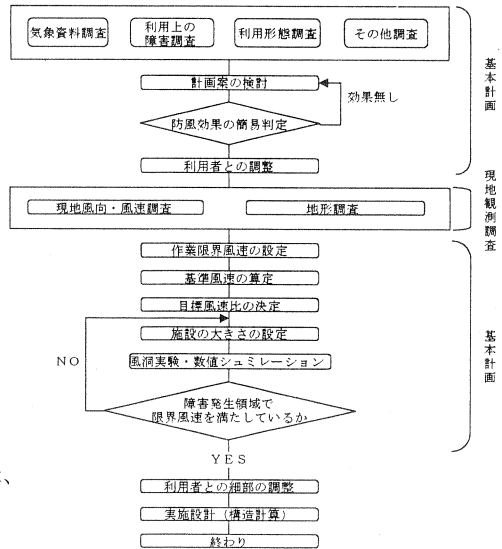 気象資料調査
利用上の
障害調査
利用形態調査
その他調査
計画案の検討
効果無し
防風効果の簡易判定
利用者との調整
基本計画
現地風向・風速調査
地形調査
現地観測調査
作業限界風速の設定
基準風速の算定
目標風速比の決定
施設の大きさの設定
NO
風洞実験・数値シュミレーション
障害発生領域で
限界風速を満たしているか
基本計画
YES
利用者との細部の調整
実施設計（構造計算）
終わり
、